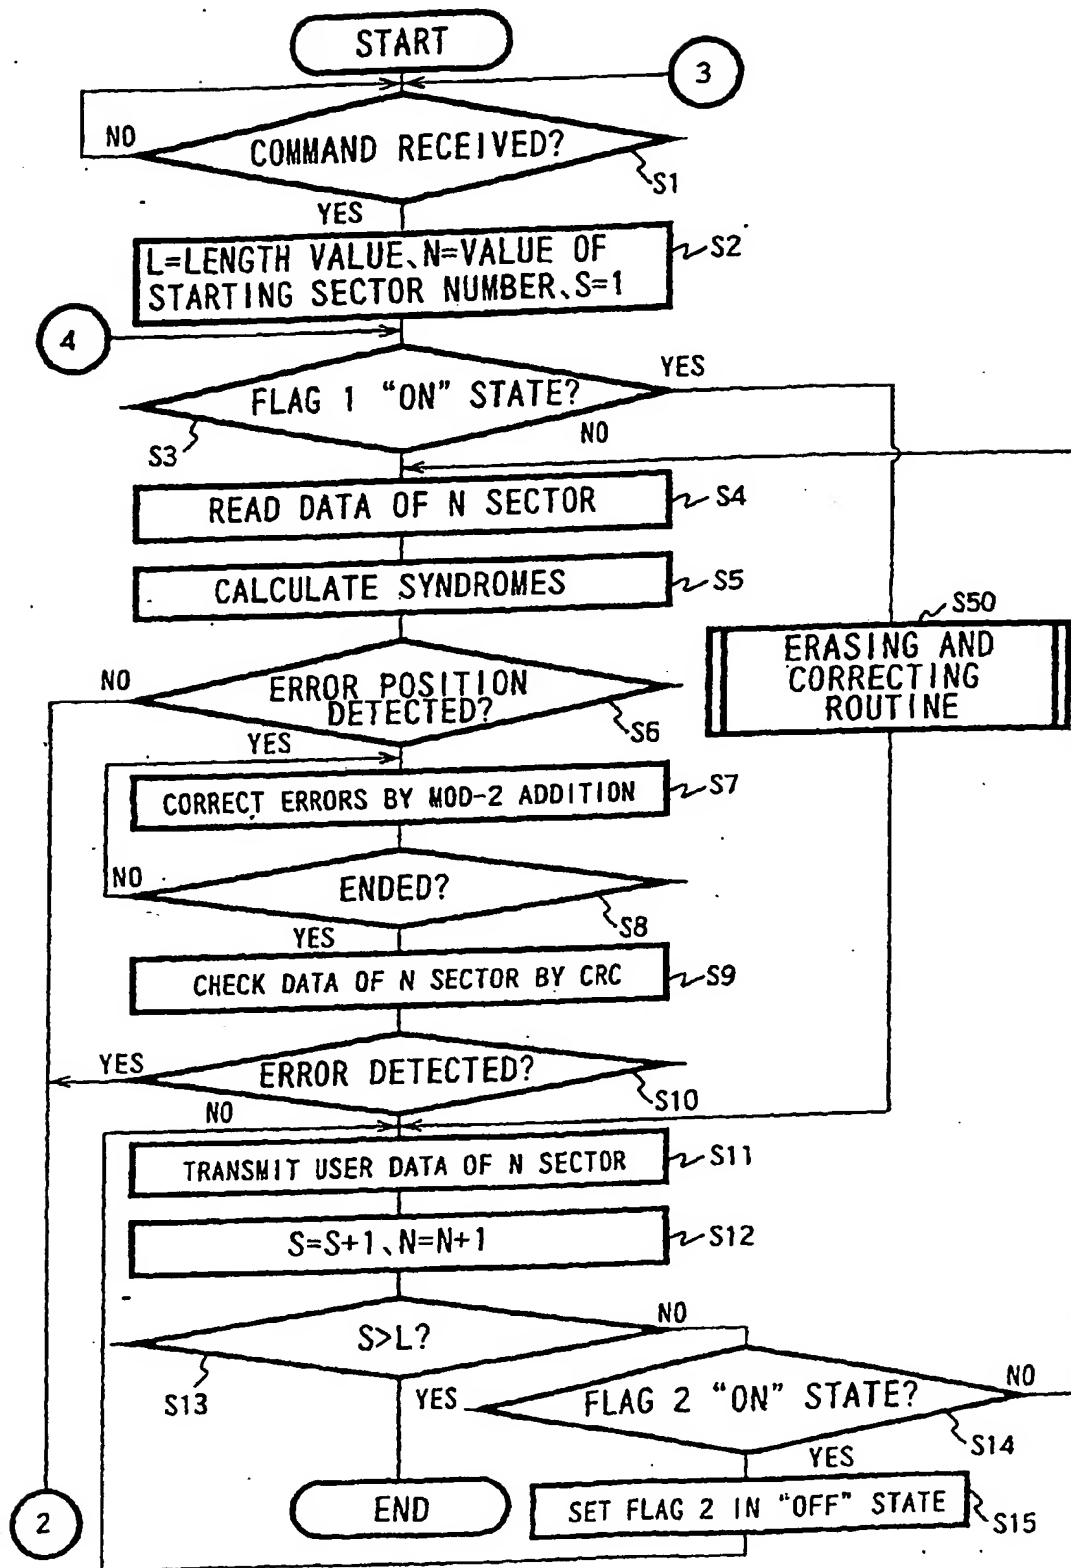 START
3
NO
COMMAND RECEIVED?
S1
YES
L=LENGTH VALUE、N=VALUE OF
STARTING SECTOR NUMBER、S=1
S2
4
YES
FLAG 1 “ON” STATE?
S3
NO
READ DATA OF N SECTOR
S4
CALCULATE SYNDROMES
S5
S50
ERASING AND
CORRECTING
ROUTINE
NO
ERROR POSITION
DETECTED?
S6
YES
CORRECT ERRORS BY MOD-2 ADDITION
S7
NO
ENDED?
S8
YES
CHECK DATA OF N SECTOR BY CRC
S9
YES
ERROR DETECTED?
S10
NO
TRANSMIT USER DATA OF N SECTOR
S11
S=S+1、N=N+1
S12
NO
S>L?
S13
YES
FLAG 2 “ON” STATE?
NO
S14
YES
2
END
SET FLAG 2 IN “OFF” STATE
S15